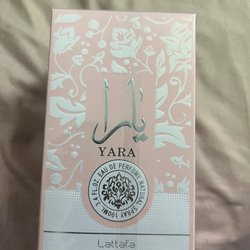 يارا
YARA
3.4 FL.OZ. EAU DE PERFUME NATURAL SPRAY 100ML
Lattafa